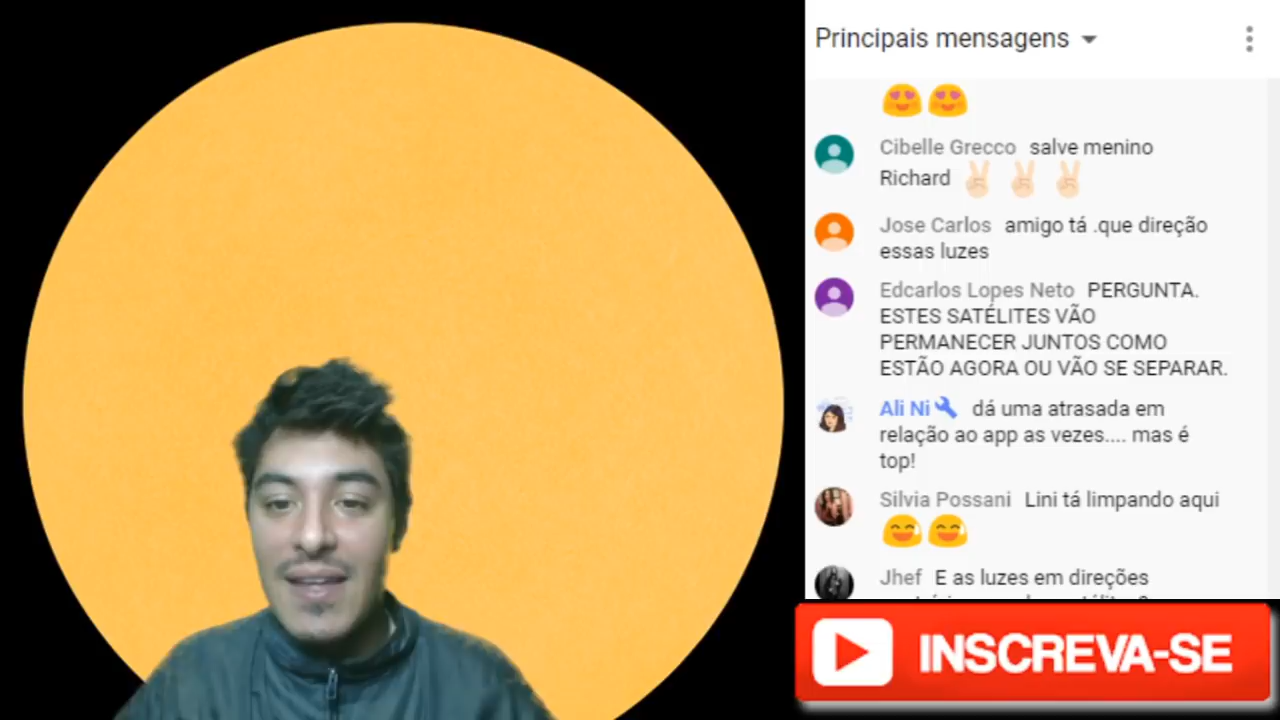 Principais mensagens
Cibelle Grecco salve menino
Richard
Jose Carlos amigo tá .que direção
essas luzes
Edcarlos Lopes Neto PERGUNTA.
ESTES SATÉLITES VÃO
PERMANECER JUNTOS COMO
ESTÃO AGORA OU VÃO SE SEPARAR.
Ali Ni dá uma atrasada em
relação ao app as vezes.... mas é
top!
Silvia Possani Lini tá limpando aqui
Jhef E as luzes em direções
INSCREVA-SE